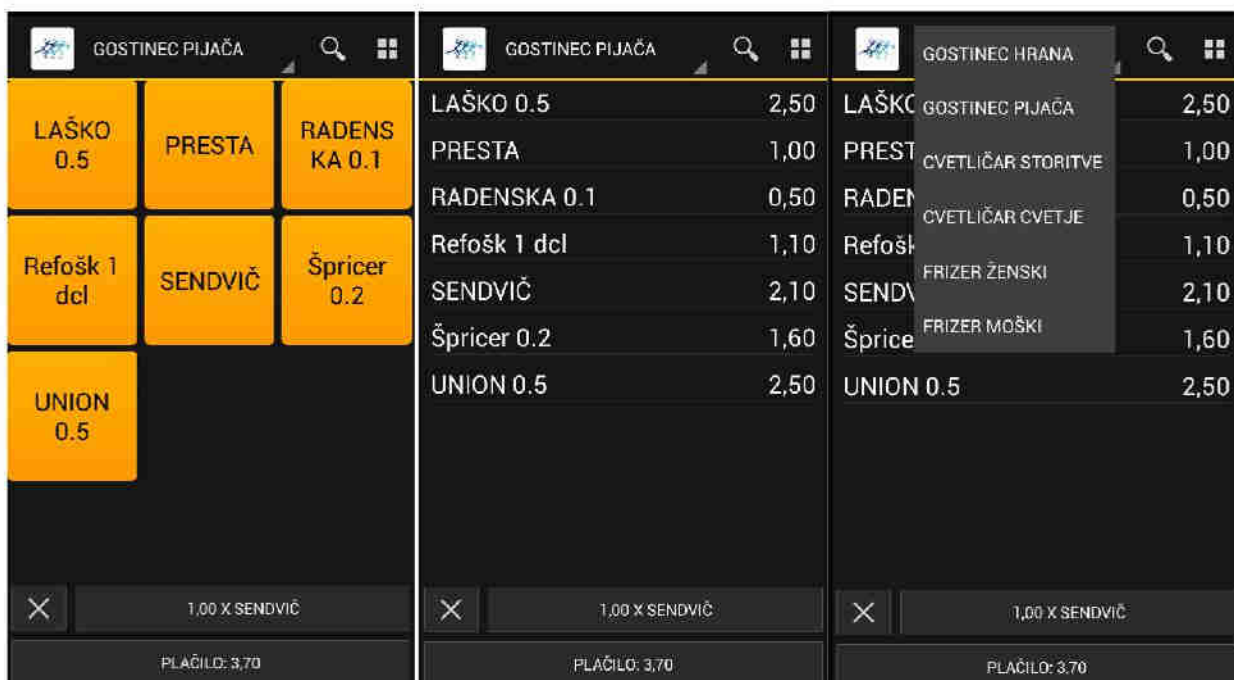 GOSTINEC PIJAČA
LAŠKO
0.5
PRESTA
RADENS
KA 0.1
Refošk 1
dcl
SENDVIČ
Špricer
0.2
UNION
0.5
1,00 X SENDVIČ
PLAČILO: 3,70
GOSTINEC PIJAČA
LAŠKO 0.5 2,50
PRESTA 1,00
RADENSKA 0.1 0,50
Refošk 1 dcl 1,10
SENDVIČ 2,10
Špricer 0.2 1,60
UNION 0.5 2,50
1,00 X SENDVIČ
PLAČILO: 3,70
GOSTINEC HRANA
GOSTINEC PIJAČA
CVETLIČAR STORITVE
CVETLIČAR CVETJE
FRIZER ŽENSKI
FRIZER MOŠKI
LAŠK 2,50
PREST 1,00
RADEN 0,50
Refošk 1,10
SENDV 2,10
Šprice 1,60
UNION 0.5 2,50
1,00 X SENDVIČ
PLAČILO: 3,70